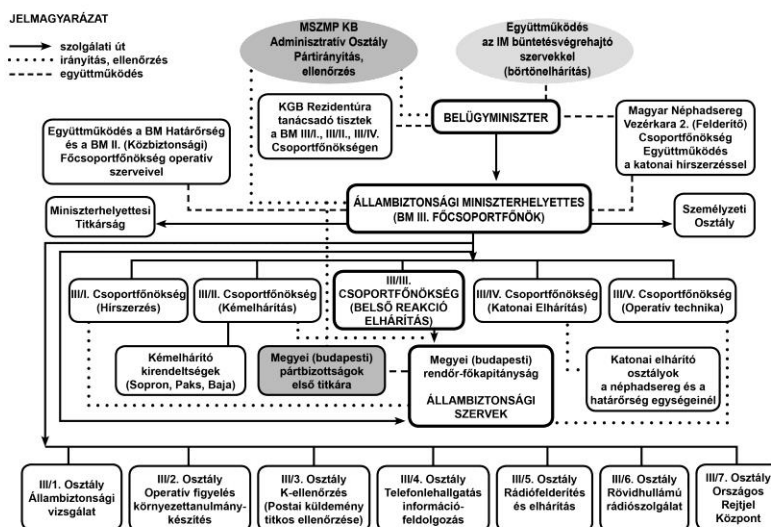 JELMAGYARÁZAT
szolgálati út
irányítás, ellenőrzés
együttműködés
MSZMP KB
Adminisztratív Osztály
Pártirányítás,
ellenőrzés
Együttműködés
az IM büntetésvégrehajtó
szervekkel
(börtönelhárítás)
KGB Rezidentúra
tanácsadó tisztek
a BM III/I., III/II., III/IV.
Csoportfőnökségen
BELÜGYMINISZTER
Magyar Néphadsereg
Vezérkara 2. (Felderítő)
Csoportfőnökség
Együttműködés
a katonai hírszerzéssel
Együttműködés a BM Határőrség
és a BM II. (Közbiztonsági)
Főcsoportfőnökség operatív
szerveivel
Miniszterhelyettesi
Titkárság
ÁLLAMBIZTONSÁGI MINISZTERHELYETTES
(BM III. FŐCSOPORTFŐNÖK)
Személyzeti
Osztály
III/I. Csoportfőnökség
(Hírszerzés)
III/II. Csoportfőnökség
(Kémelhárítás)
III/III.
CSOPORTFŐNÖKSÉG
(BELSŐ REAKCIÓ
ELHÁRÍTÁS)
III/IV. Csoportfőnökség
(Katonai Elhárítás)
III/V. Csoportfőnökség
(Operatív technika)
Kémelhárító
kirendeltségek
(Sopron, Paks, Baja)
Megyei (budapesti)
pártbizottságok
első titkára
Megyei (budapesti)
rendőr-főkapitányság
ÁLLAMBIZTONSÁGI
SZERVEK
Katonai elhárító
osztályok
a néphadsereg és a
határőrség egységeinél
III/1. Osztály
Állambiztonsági
vizsgálat
III/2. Osztály
Operatív figyelés
környezettanulmány-
készítés
III/3. Osztály
K-ellenőrzés
(Postai küldemény
titkos ellenőrzése)
III/4. Osztály
Telefonlehallgatás
információ-
feldolgozás
III/5. Osztály
Rádiófelderítés
és elhárítás
III/6. Osztály
Rövidhullámú
rádiószolgálat
III/7. Osztály
Országos
Rejtjel
Központ